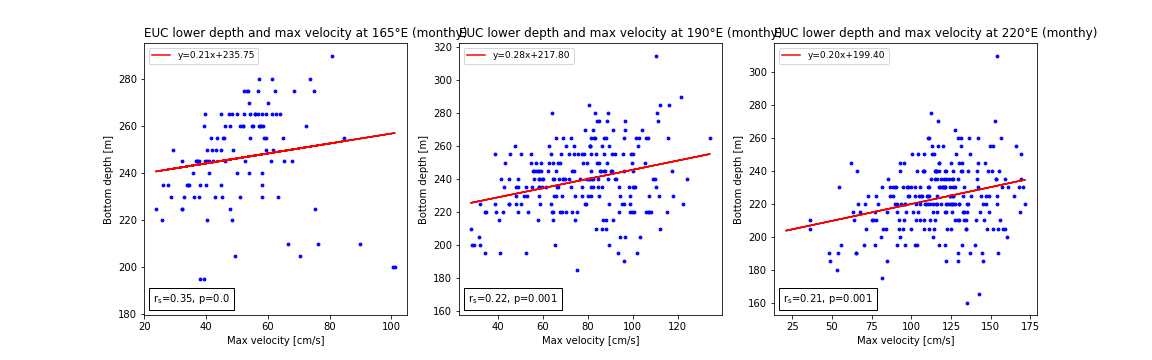 EUC lower depth and max velocity at 165°E (monthy)
EUC lower depth and max velocity at 190°E (monthy)
EUC lower depth and max velocity at 220°E (monthy)
y=0.21x+235.75
280
260
240
220
200
180
Bottom depth [m]
r_s=0.35, p=0.0
20 40 60 80 100
Max velocity [cm/s]
y=0.28x+217.80
320
300
280
260
240
220
200
180
160
Bottom depth [m]
r_s=0.22, p=0.001
40 60 80 100 120
Max velocity [cm/s]
y=0.20x+199.40
300
280
260
240
220
200
180
160
Bottom depth [m]
r_s=0.21, p=0.001
25 50 75 100 125 150 175
Max velocity [cm/s]